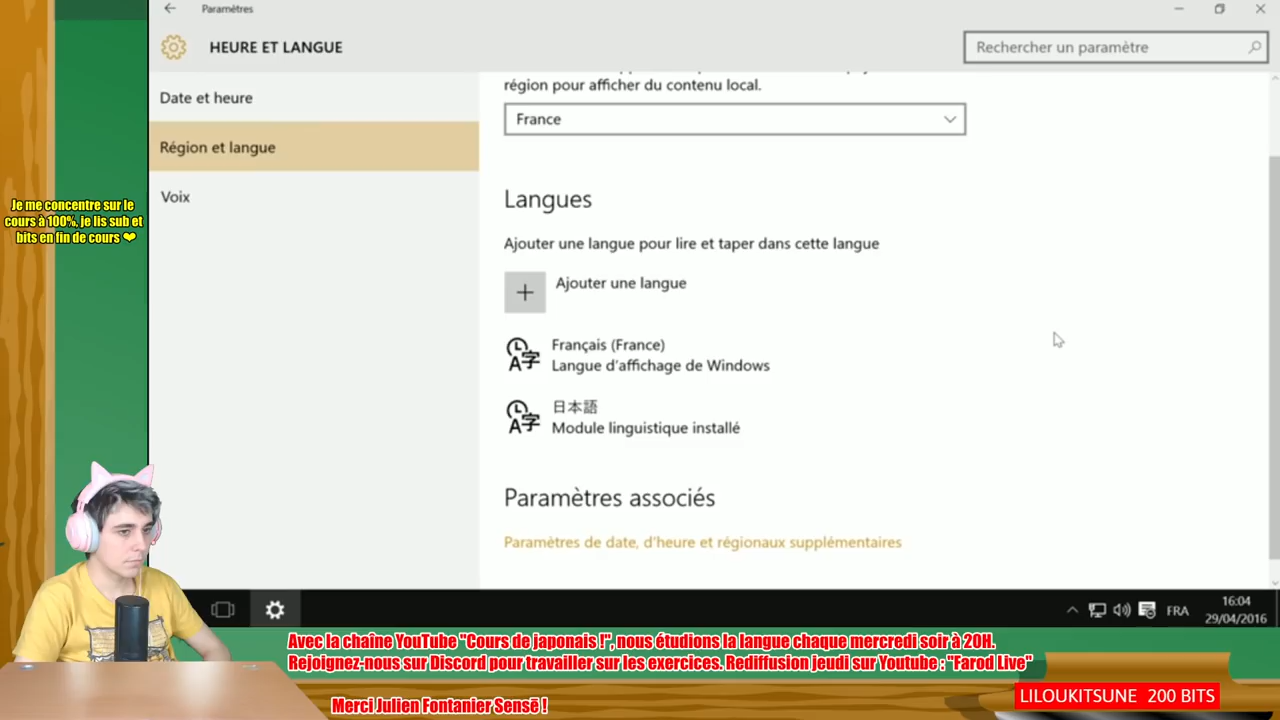 Paramètres
HEURE ET LANGUE
Rechercher un paramètre
Date et heure
Région et langue
Voix
région pour afficher du contenu local.
France
Langues
Ajouter une langue pour lire et taper dans cette langue
Ajouter une langue
Français (France)
Langue d'affichage de Windows
日本語
Module linguistique installé
Paramètres associés
Paramètres de date, d'heure et régionaux supplémentaires
FRA
16:04
29/04/2016
Je me concentre sur le
cours à 100%, je lis sub et
bits en fin de cours ❤
Avec la chaîne YouTube "Cours de japonais !", nous étudions la langue chaque mercredi soir à 20H.
Rejoignez-nous sur Discord pour travailler sur les exercices. Rediffusion jeudi sur Youtube : "Farod Live"
Merci Julien Fontanier Sensē !
LILOUKITSUNE 200 BITS